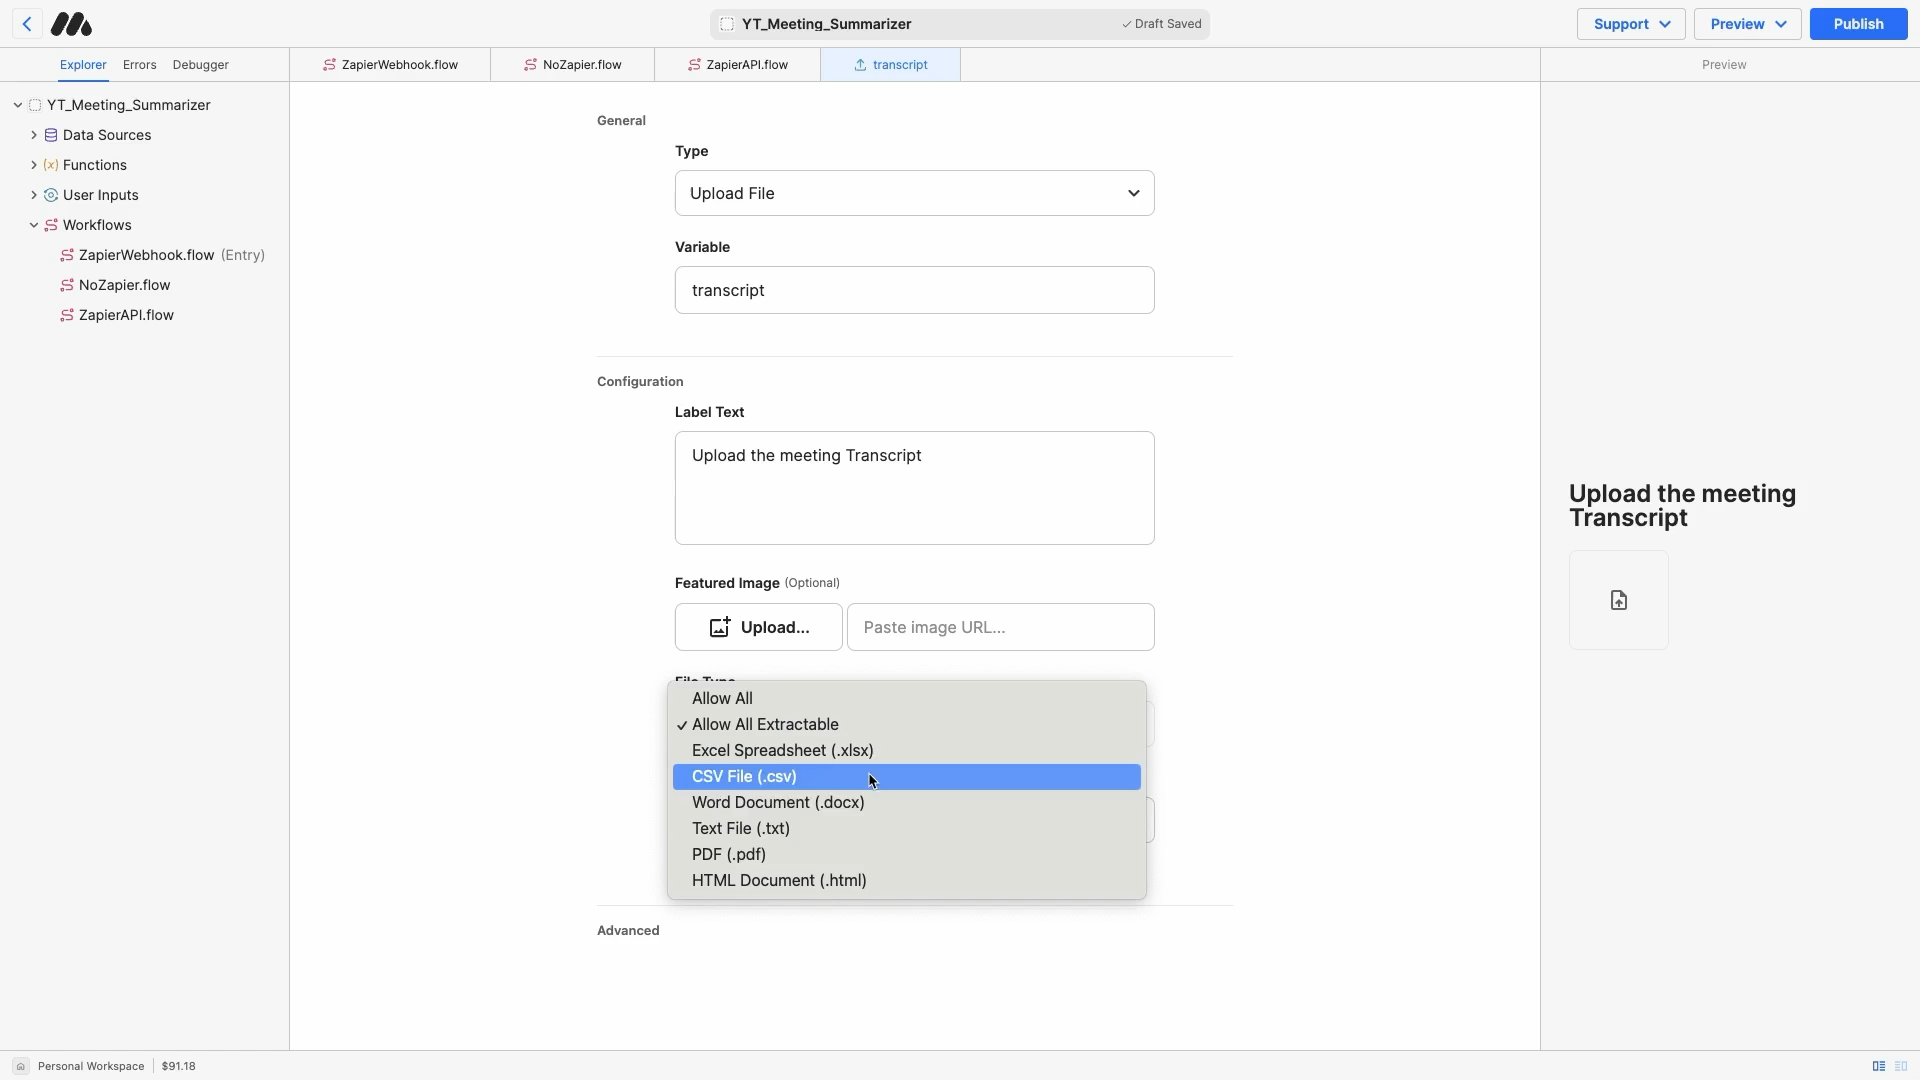 YT_Meeting_Summarizer
Draft Saved
Support
Preview
Publish
Explorer
Errors
Debugger
ZapierWebhook.flow
NoZapier.flow
ZapierAPI.flow
transcript
Preview
YT_Meeting_Summarizer
Data Sources
Functions
User Inputs
Workflows
ZapierWebhook.flow (Entry)
NoZapier.flow
ZapierAPI.flow
General
Type
Upload File
Variable
transcript
Configuration
Label Text
Upload the meeting Transcript
Featured Image (Optional)
Upload...
Paste image URL...
File Type
Allow All
Allow All Extractable
Excel Spreadsheet (.xlsx)
CSV File (.csv)
Word Document (.docx)
Text File (.txt)
PDF (.pdf)
HTML Document (.html)
Advanced
Upload the meeting
Transcript
Personal Workspace
$91.18